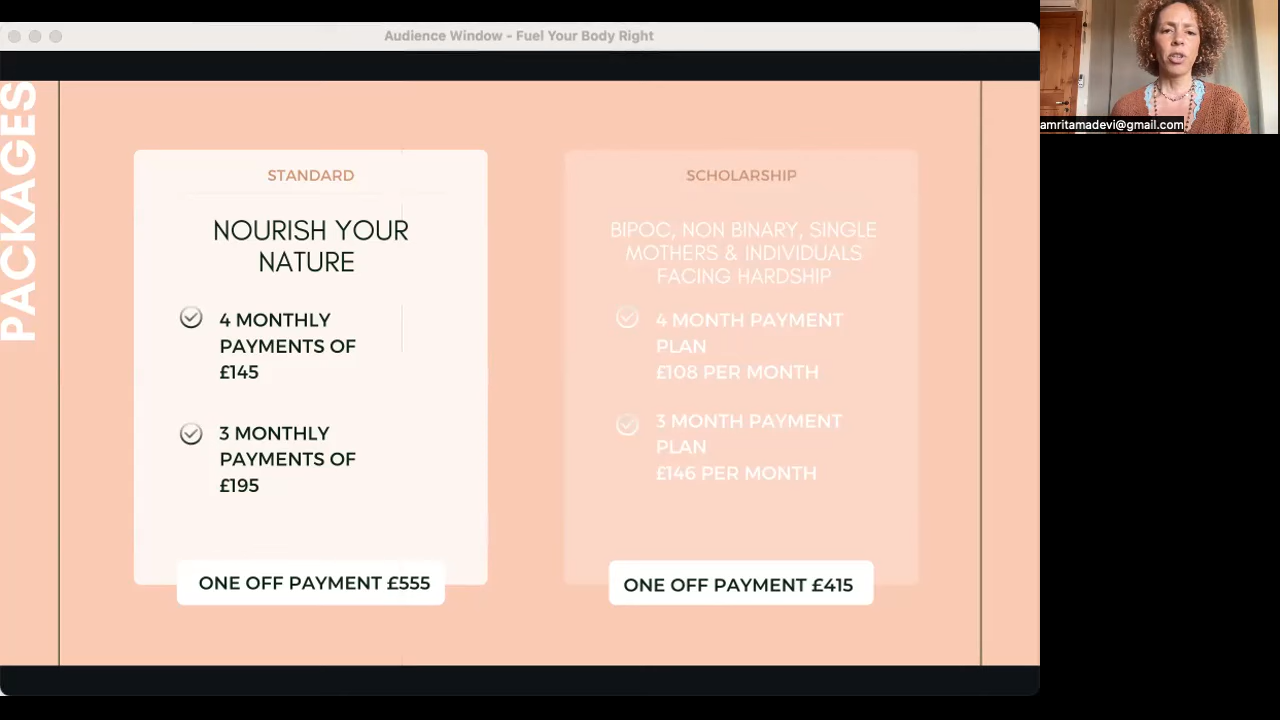 Audience Window - Fuel Your Body Right
amritamadevi@gmail.com
PACKAGES
STANDARD
NOURISH YOUR
NATURE
4 MONTHLY
PAYMENTS OF
£145
3 MONTHLY
PAYMENTS OF
£195
ONE OFF PAYMENT £555
SCHOLARSHIP
BIPOC, NON BINARY, SINGLE
MOTHERS & INDIVIDUALS
FACING HARDSHIP
4 MONTH PAYMENT
PLAN
£108 PER MONTH
3 MONTH PAYMENT
PLAN
£146 PER MONTH
ONE OFF PAYMENT £415